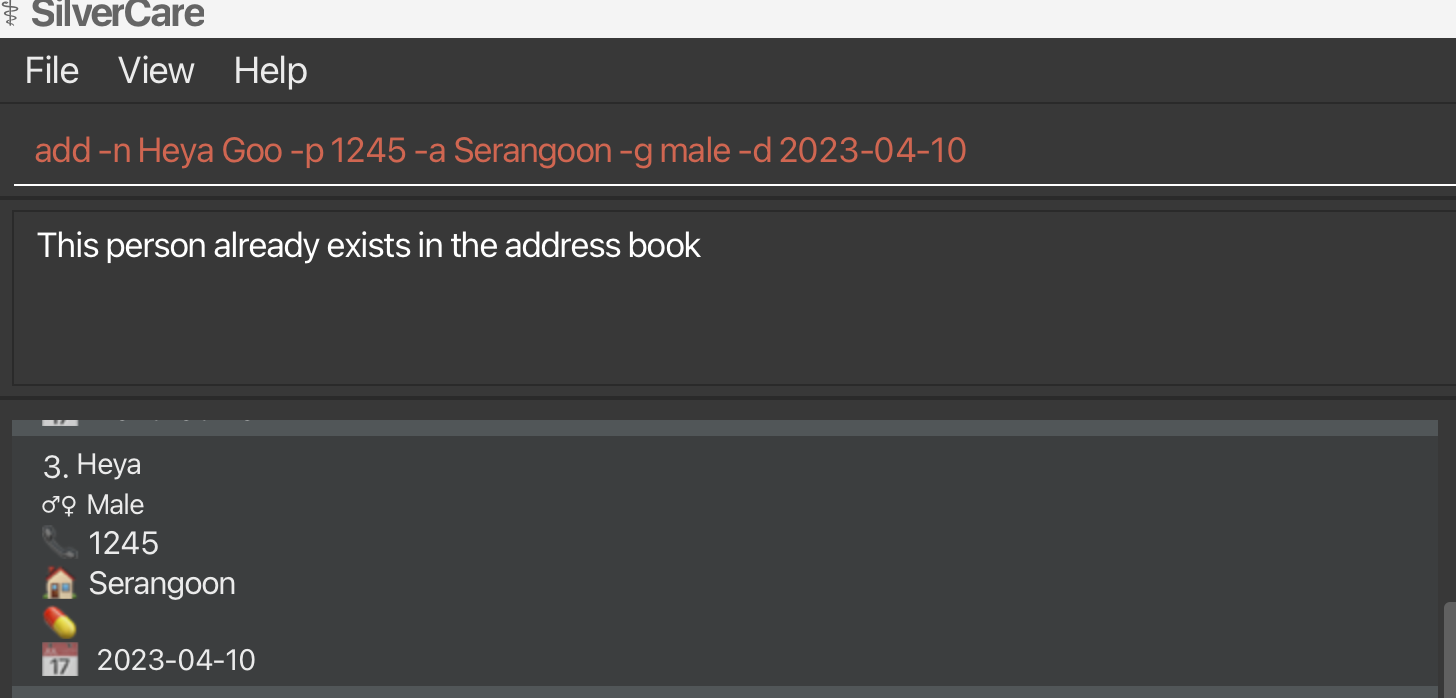 SilverCare
File View Help
add -n Heya Goo -p 1245 -a Serangoon -g male -d 2023-04-10
This person already exists in the address book
3. Heya
Male
1245
Serangoon
17 2023-04-10